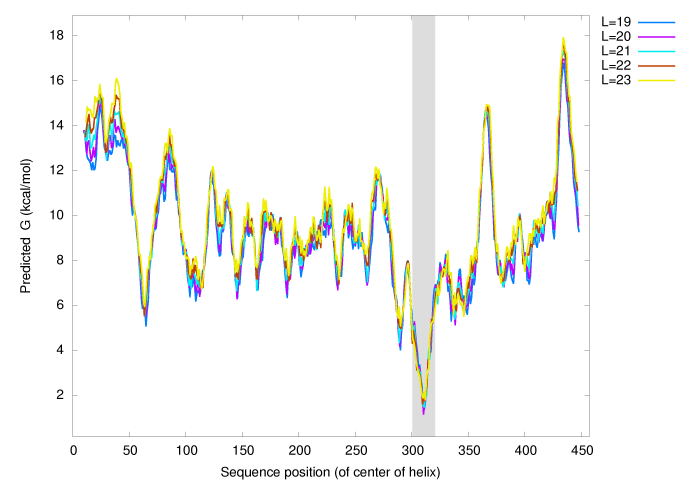 L=19
L=20
L=21
L=22
L=23
18
16
14
12
10
8
6
4
2
Predicted G (kcal/mol)
0 50 100 150 200 250 300 350 400 450
Sequence position (of center of helix)